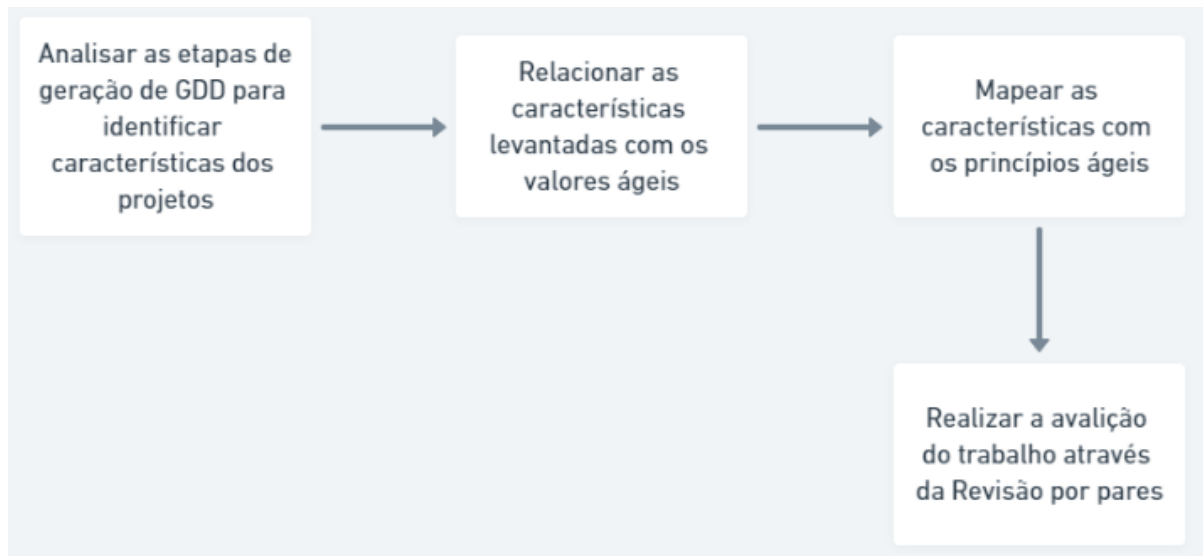 Analisar as etapas de
geração de GDD para
identificar
características dos
projetos
Relacionar as
características
levantadas com os
valores ágeis
Mapear as
características com
os princípios ágeis
Realizar a avalição
do trabalho através
da Revisão por pares